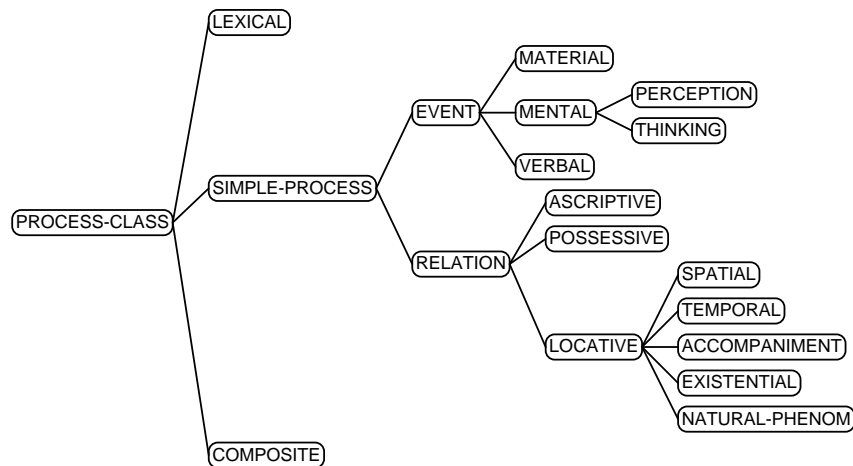 LEXICAL
MATERIAL
PERCEPTION
EVENT
MENTAL
THINKING
VERBAL
SIMPLE-PROCESS
ASCRIPTIVE
PROCESS-CLASS
POSSESSIVE
RELATION
SPATIAL
TEMPORAL
LOCATIVE
ACCOMPANIMENT
EXISTENTIAL
NATURAL-PHENOM
COMPOSITE